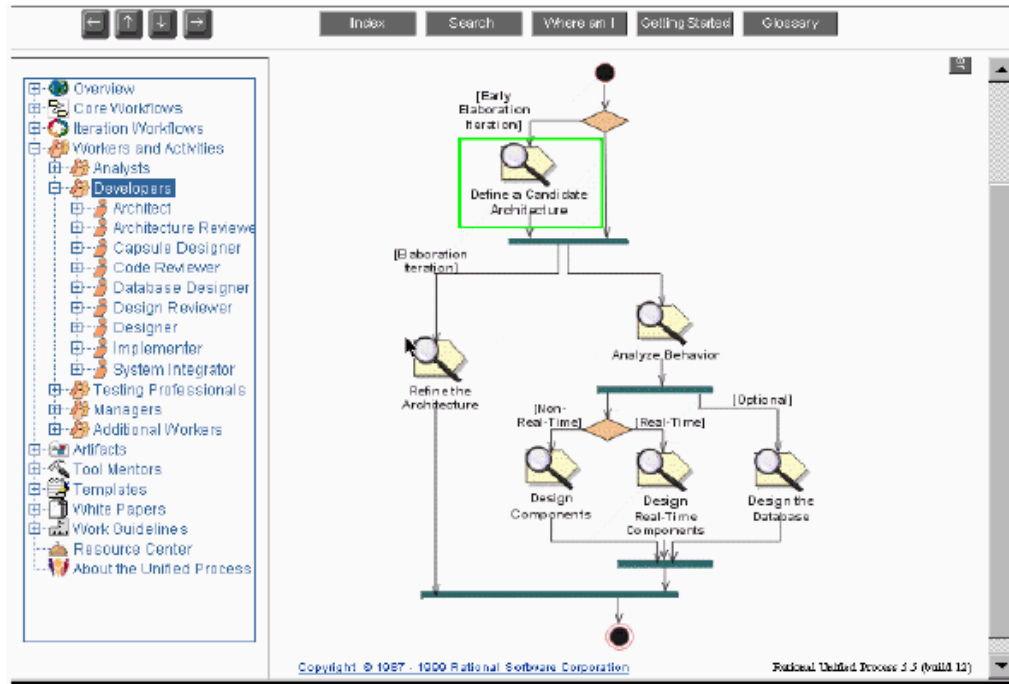 Index Search Where am I Getting Started Glossary
Overview
Core Workflows
Iteration Workflows
Workers and Activities
Analysts
Developers
Architect
Architecture Reviewe
Capsule Designer
Code Reviewer
Database Designer
Design Reviewer
Designer
Implementer
System Integrator
Testing Professionals
Managers
Additional Workers
Artifacts
Tool Mentors
Templates
White Papers
Work Guidelines
Resource Center
About the Unified Process
[Early
Elaboration
Iteration]
Define a Candidate
Architecture
[Elaboration
Iteration]
Analyze Behavior
Refine the
Architecture
[Non-
Real-Time]
[Real-Time]
[Optional]
Design
Components
Design
Real-Time
Components
Design the
Database
Copyright © 1987 - 1999 Rational Software Corporation
Rational Unified Process 5.5 (build 12)